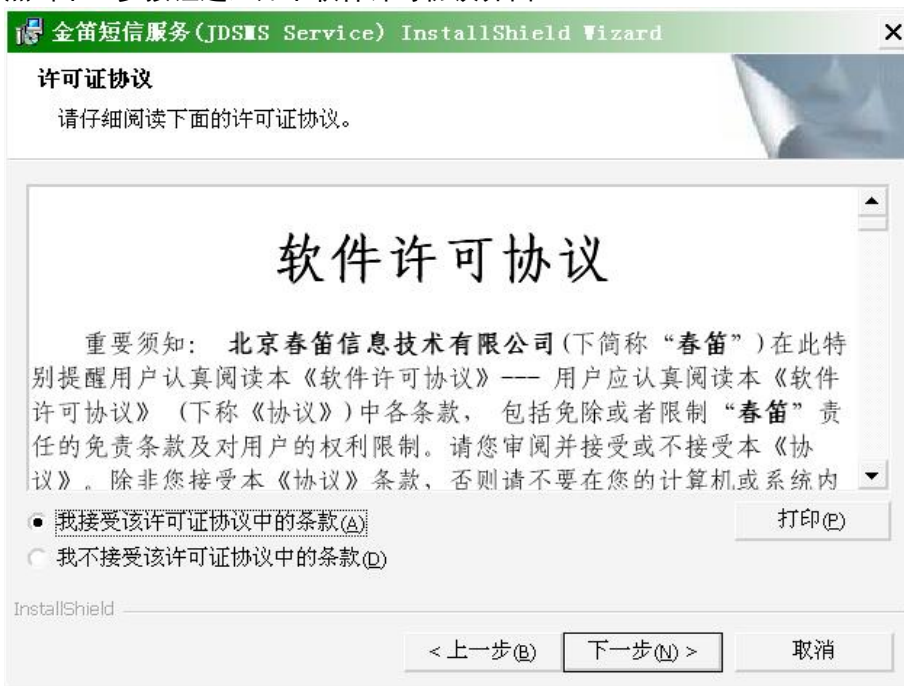 金笛短信服务(JDSMS Service) InstallShield Wizard
许可证协议
请仔细阅读下面的许可证协议。
软件许可协议
重要须知： 北京春笛信息技术有限公司(下简称“春笛”)在此特
别提醒用户认真阅读本《软件许可协议》--- 用户应认真阅读本《软件
许可协议》 (下称《协议》)中各条款， 包括免除或者限制“春笛”责
任的免责条款及对用户的权利限制。请您审阅并接受或不接受本《协
议》。除非您接受本《协议》条款，否则请不要在您的计算机或系统内
我接受该许可证协议中的条款(A)
打印(P)
我不接受该许可证协议中的条款(D)
InstallShield
<上一步(B)
下一步(N) >
取消